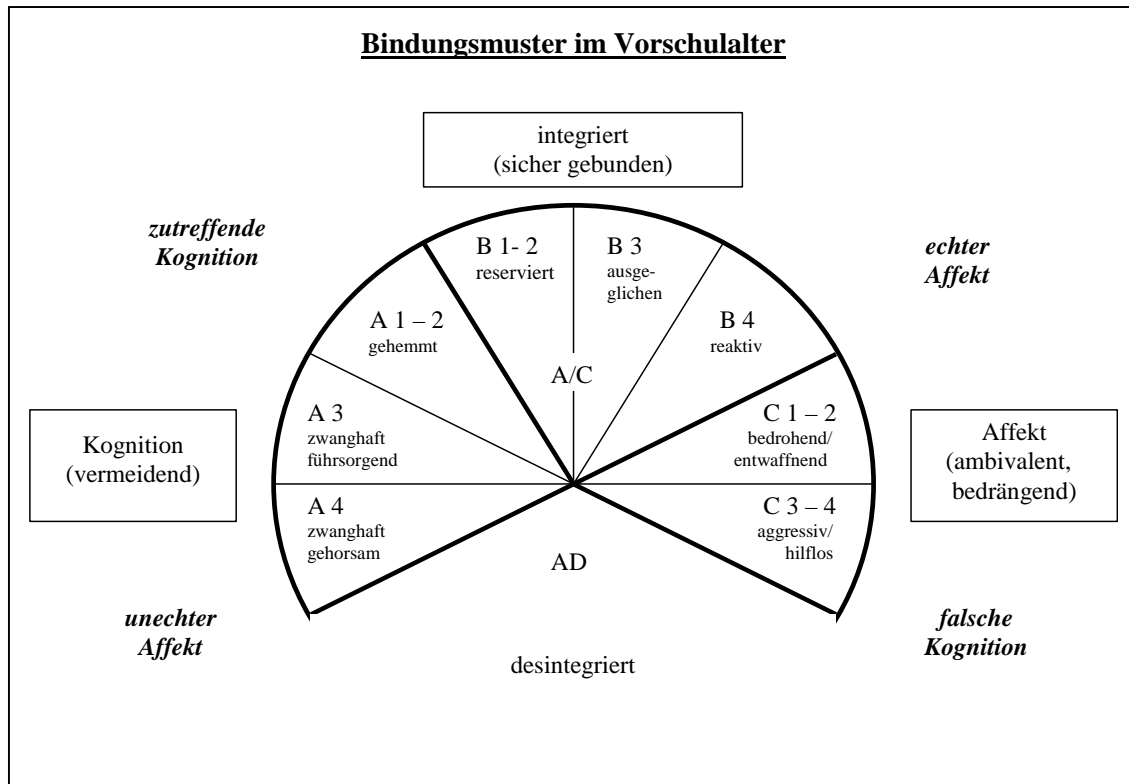 Bindungsmuster im Vorschulalter
integriert
(sicher gebunden)
zutreffende
Kognition
echter
Affekt
B 1- 2
reserviert
B 3
ausge-
glichen
A 1 – 2
gehemmt
B 4
reaktiv
A/C
A 3
zwanghaft
führsorgend
C 1 – 2
bedrohend/
entwaffnend
Kognition
(vermeidend)
Affekt
(ambivalent,
bedrängend)
A 4
zwanghaft
gehorsam
C 3 – 4
aggressiv/
hilflos
AD
unechter
Affekt
falsche
Kognition
desintegriert